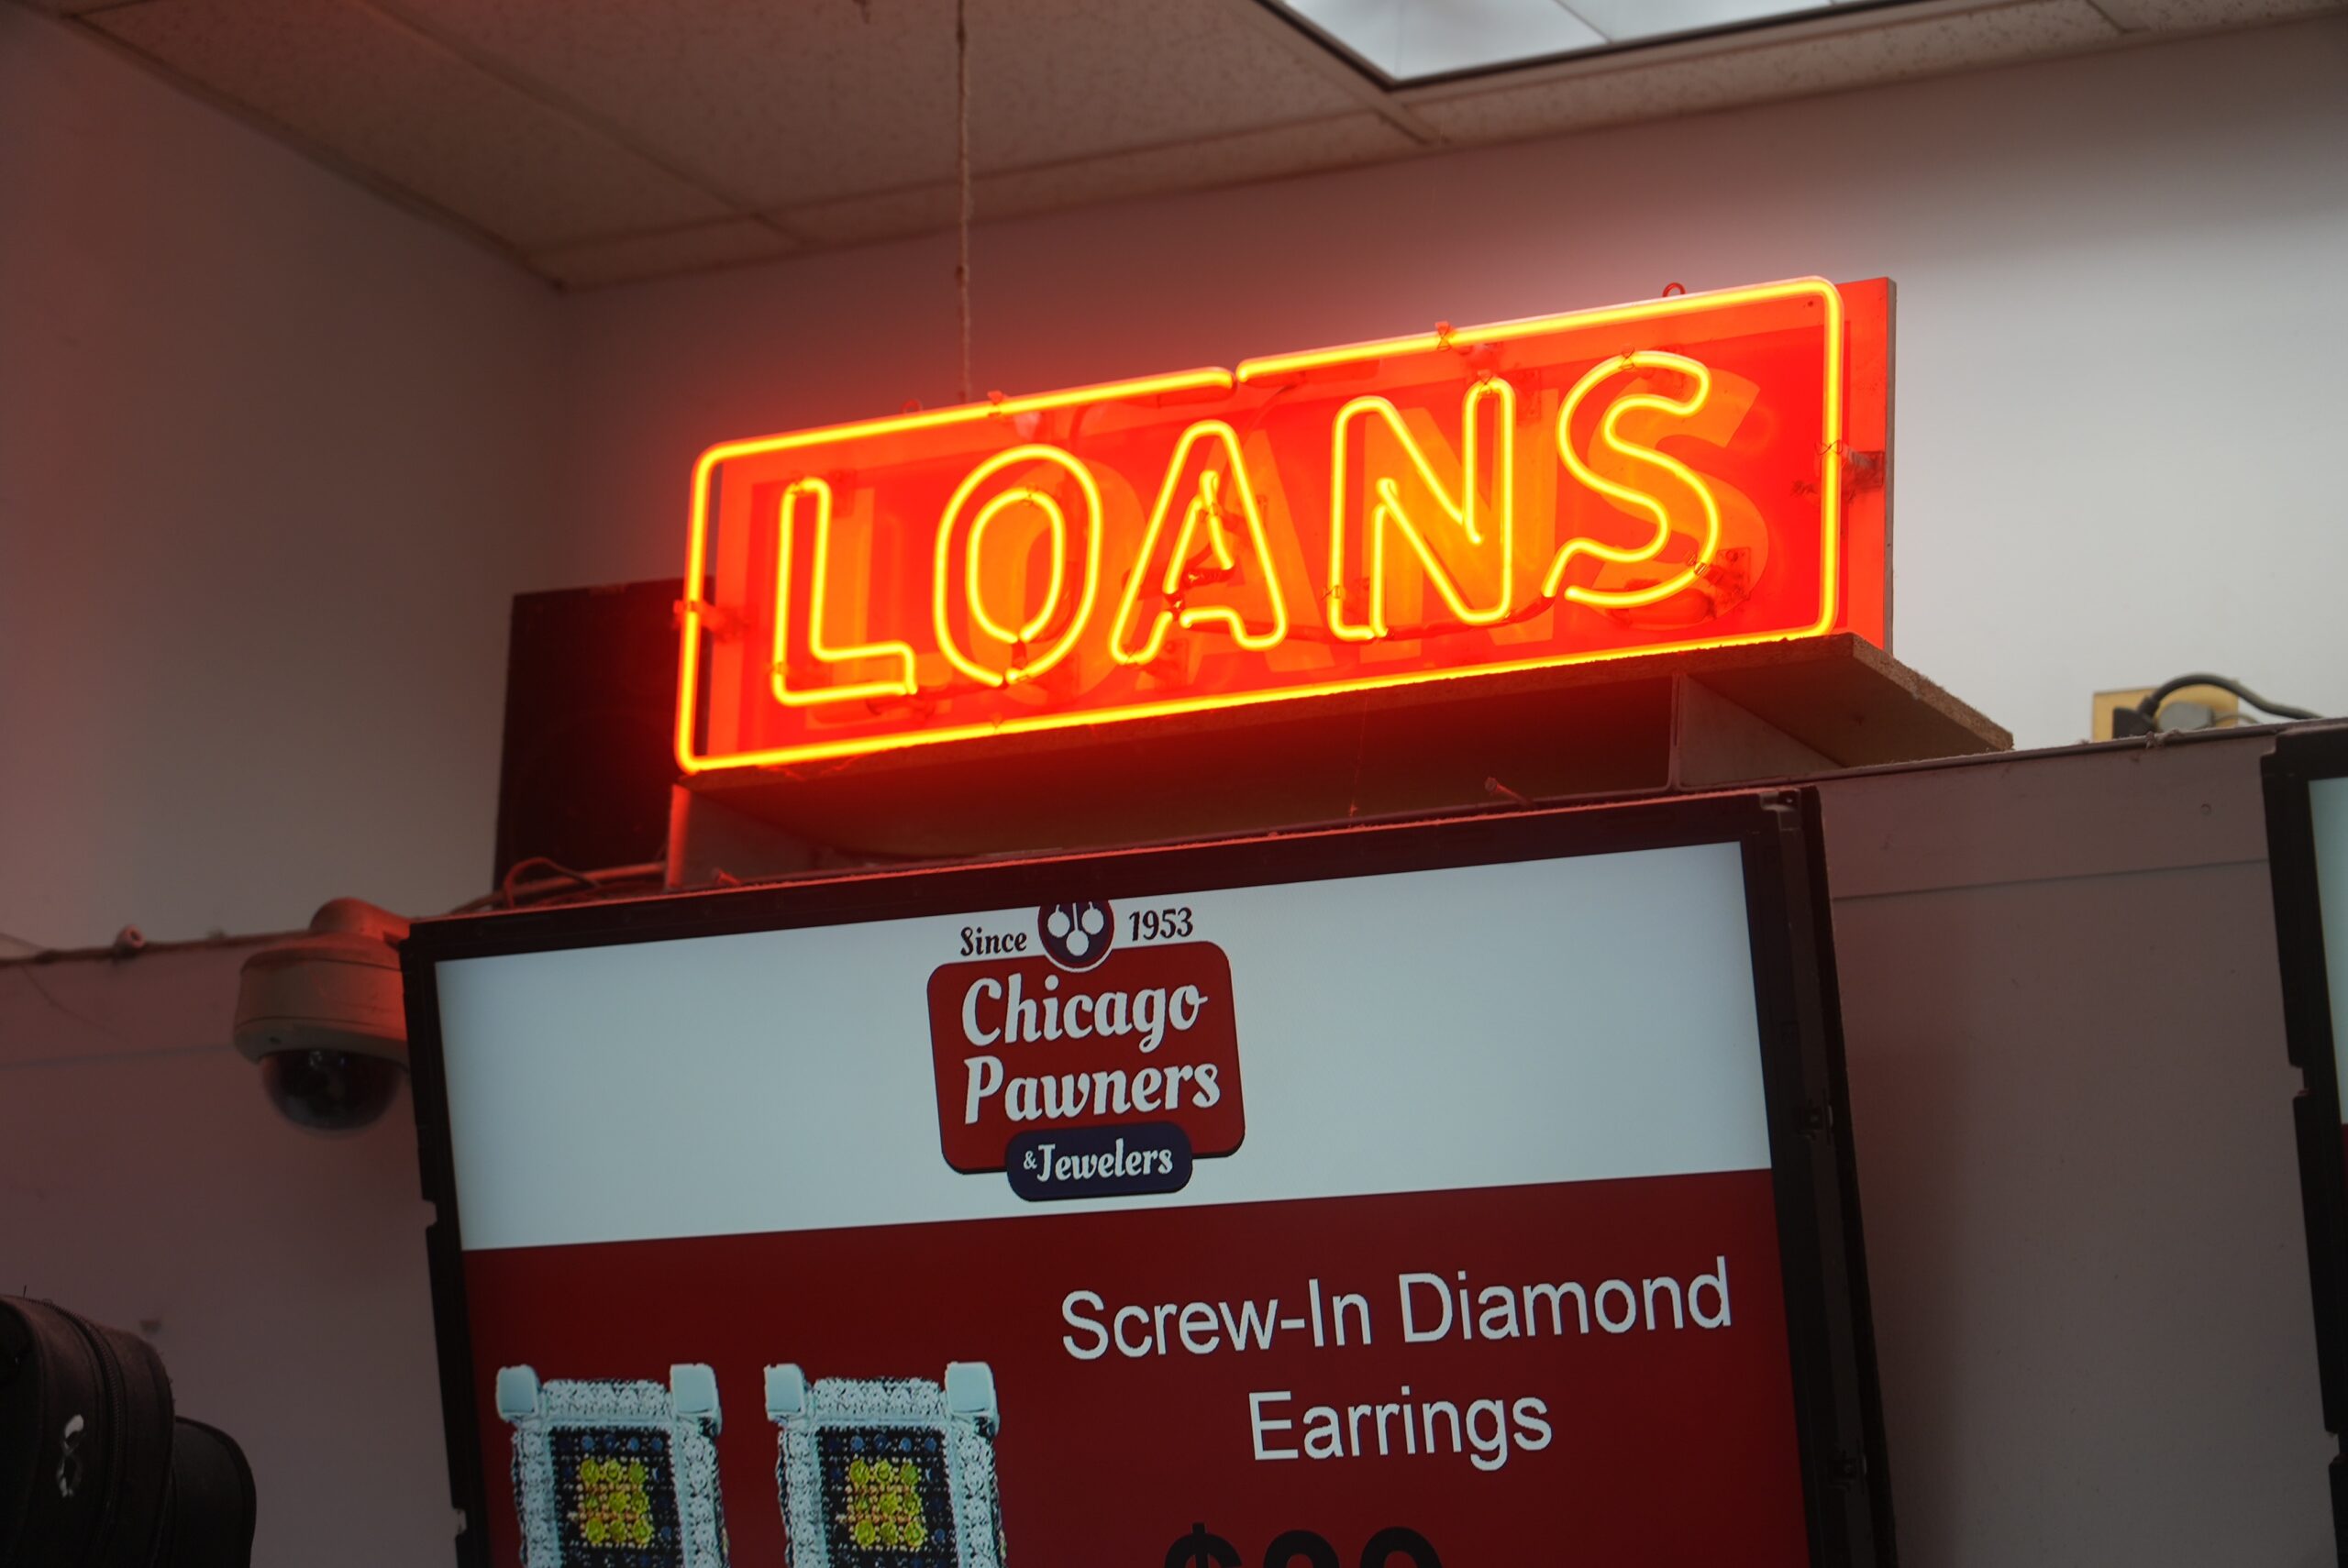 LOANS
Since 1953
Chicago
Pawners
&Jewelers
Screw-In Diamond
Earrings